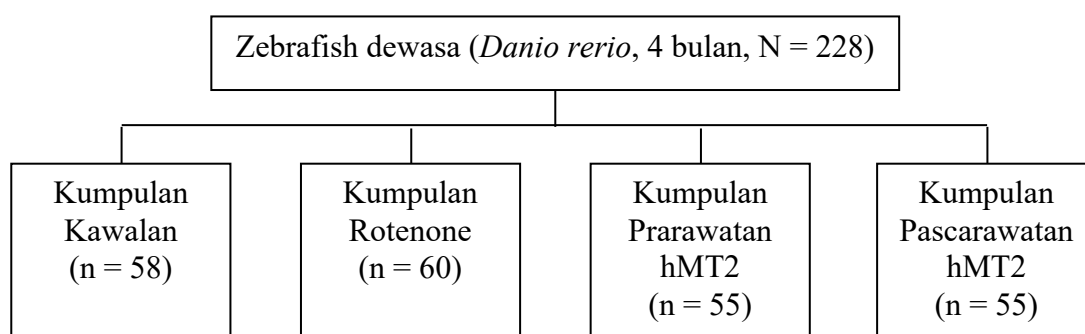 Zebrafish dewasa (Danio rerio, 4 bulan, N = 228)
Kumpulan
Kawalan
(n = 58)
Kumpulan
Rotenone
(n = 60)
Kumpulan
Prarawatan
hMT2
(n = 55)
Kumpulan
Pascarawatan
hMT2
(n = 55)